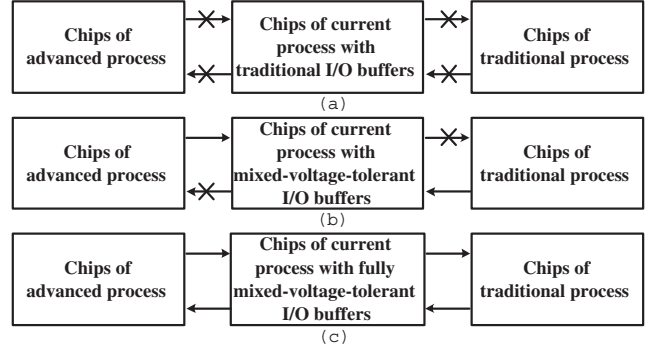 Chips of
advanced process
Chips of current
process with
traditional I/O buffers
Chips of
traditional process
(a)
Chips of
advanced process
Chips of current
process with
mixed-voltage-tolerant
I/O buffers
Chips of
traditional process
(b)
Chips of
advanced process
Chips of current
process with fully
mixed-voltage-tolerant
I/O buffers
Chips of
traditional process
(c)